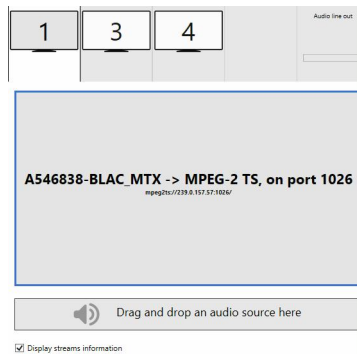 1
3
4
Audio line out
A546838-BLAC_MTX -> MPEG-2 TS, on port 1026
mpeg2ts://239.0.157.57:1026/
Drag and drop an audio source here
Display streams information